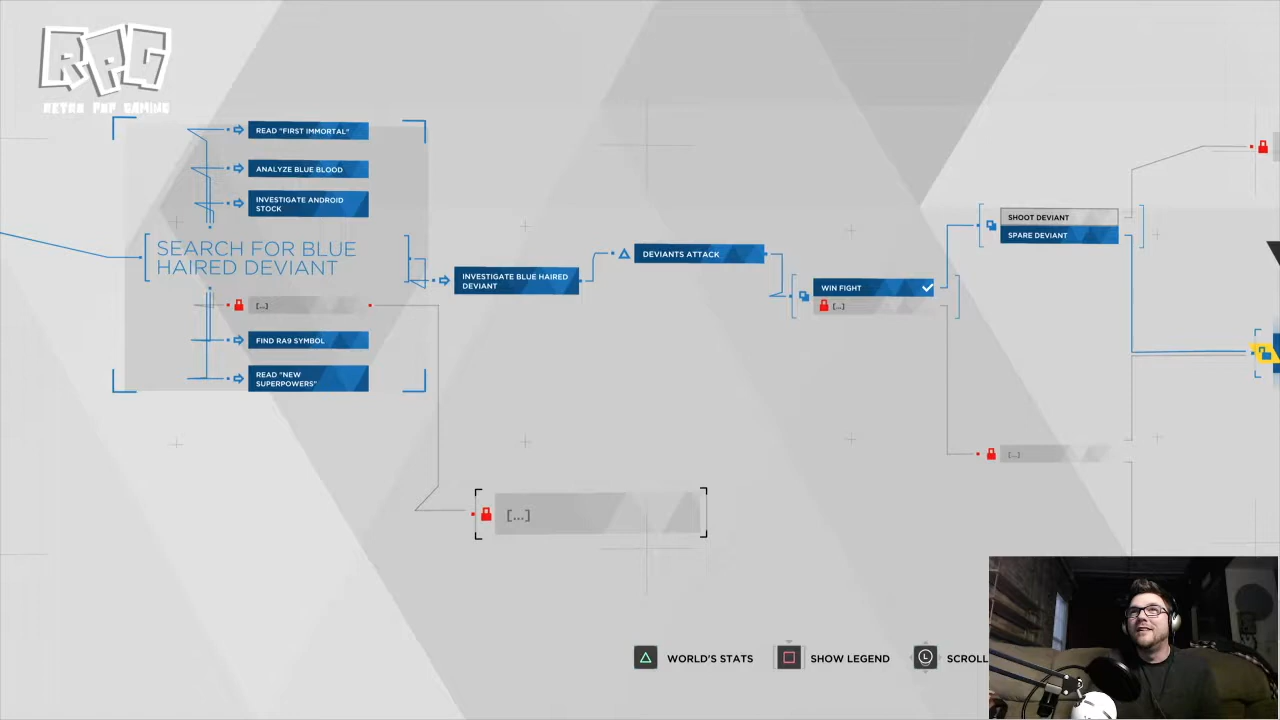 RPG
RETRO POP GAMING
READ "FIRST IMMORTAL"
ANALYZE BLUE BLOOD
INVESTIGATE ANDROID
STOCK
SEARCH FOR BLUE
HAIRED DEVIANT
[...]
FIND RA9 SYMBOL
READ "NEW
SUPERPOWERS"
INVESTIGATE BLUE HAIRED
DEVIANT
DEVIANTS ATTACK
WIN FIGHT
[...]
SHOOT DEVIANT
SPARE DEVIANT
[...]
[...]
WORLD'S STATS
SHOW LEGEND
L
SCROLL